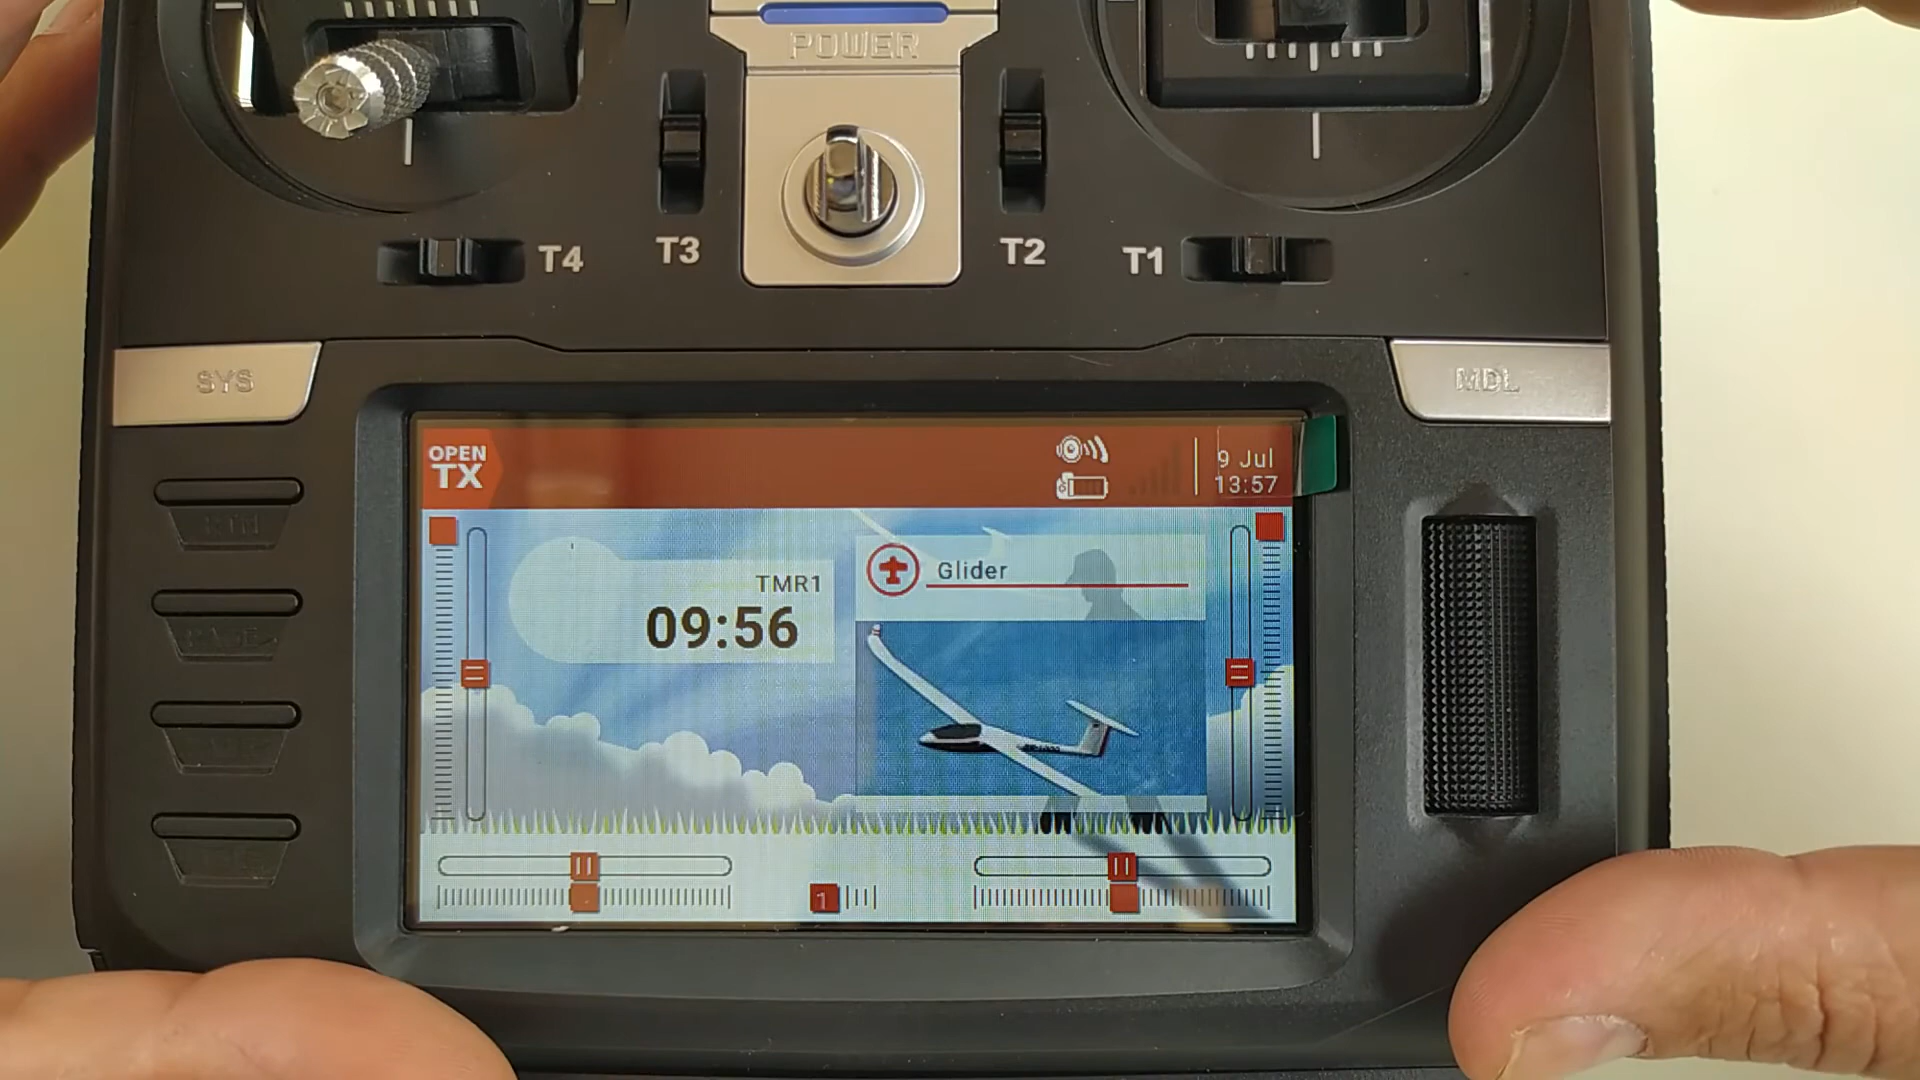 POWER
T4
T3
T2
T1
SYS
MDL
OPEN
TX
9 Jul
13:57
TMR1
09:56
Glider
1